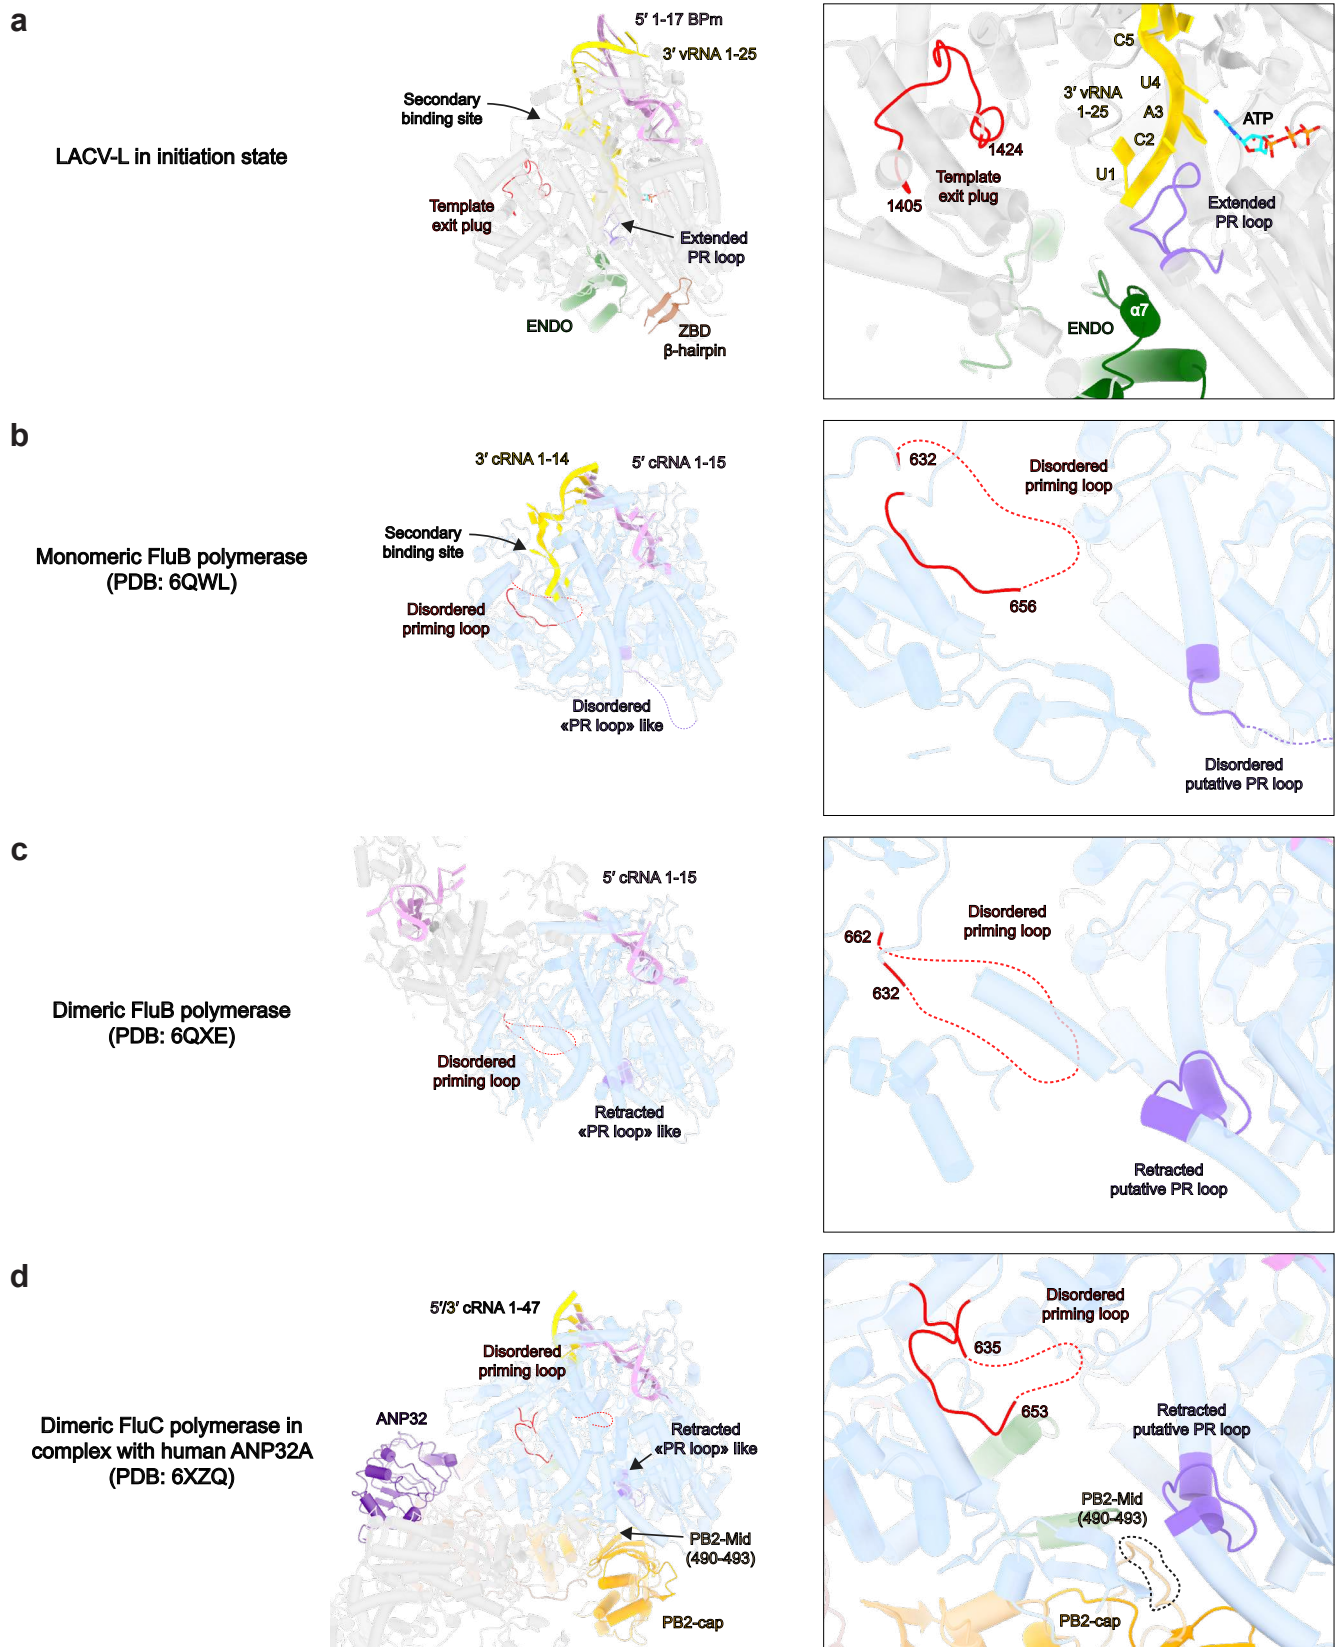 a
LACV-L in initiation state
5′ 1-17 BPm
3′ vRNA 1-25
Secondary
binding site
Template
exit plug
Extended
PR loop
ENDO
ZBD
β-hairpin
C5
U4
3′ vRNA
1-25
A3
ATP
C2
U1
1424
Template
exit plug
1405
Extended
PR loop
ENDO
α7
b
Monomeric FluB polymerase
(PDB: 6QWL)
3′ cRNA 1-14
5′ cRNA 1-15
Secondary
binding site
Disordered
priming loop
Disordered
«PR loop» like
632
Disordered
priming loop
656
Disordered
putative PR loop
c
Dimeric FluB polymerase
(PDB: 6QXE)
5′ cRNA 1-15
Disordered
priming loop
Retracted
«PR loop» like
662
Disordered
priming loop
632
Retracted
putative PR loop
d
Dimeric FluC polymerase in
complex with human ANP32A
(PDB: 6XZQ)
5′/3′ cRNA 1-47
Disordered
priming loop
ANP32
Retracted
«PR loop» like
PB2-Mid
(490-493)
PB2-cap
Disordered
priming loop
635
653
Retracted
putative PR loop
PB2-Mid
(490-493)
PB2-cap